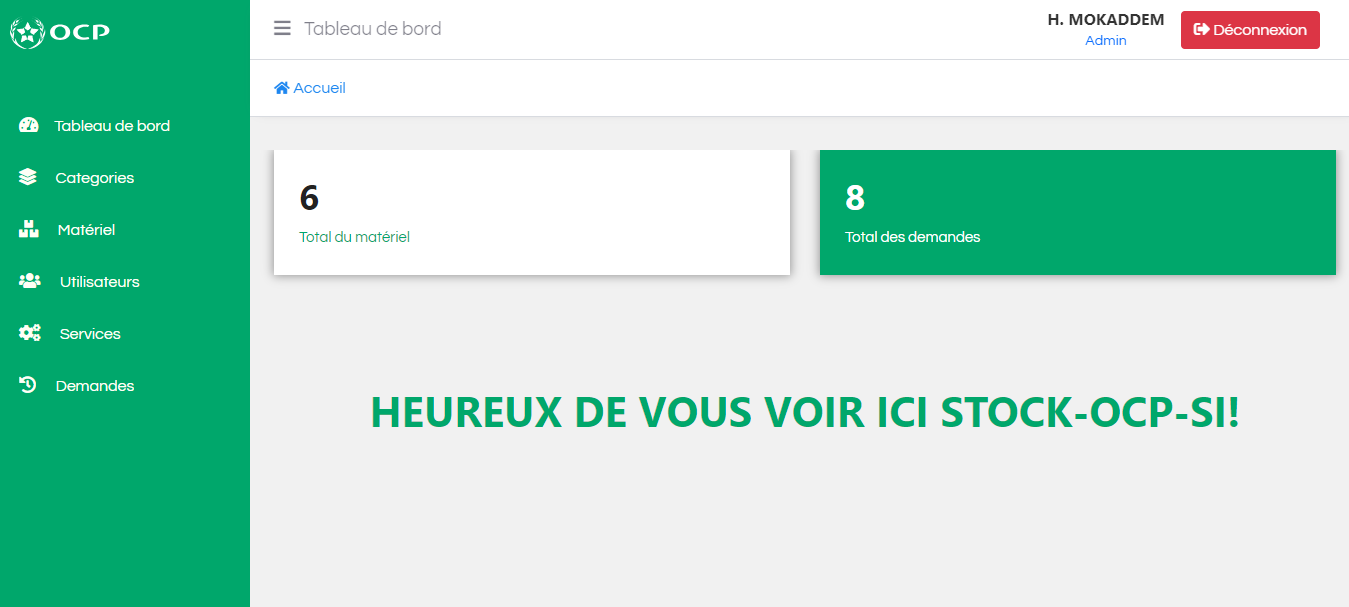 OCP
Tableau de bord
Categories
Matériel
Utilisateurs
Services
Demandes
Tableau de bord
H. MOKADDEM
Admin
Déconnexion
Accueil
6
Total du matériel
8
Total des demandes
HEUREUX DE VOUS VOIR ICI STOCK-OCP-SI!